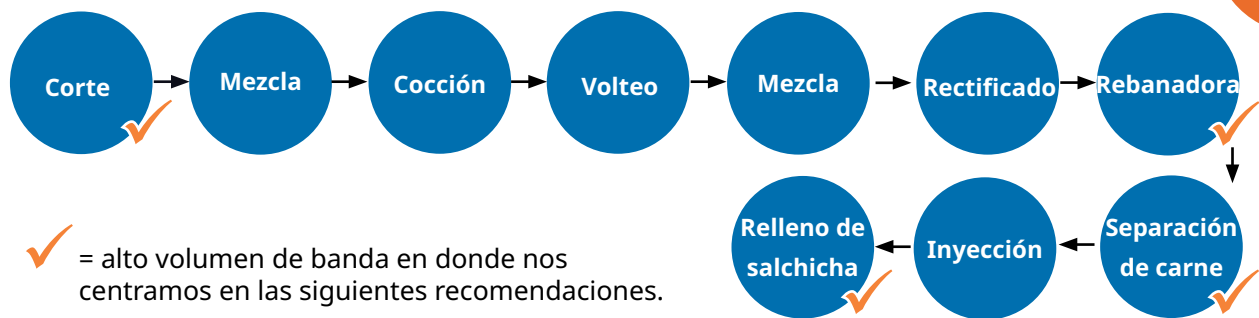 Corte
Mezcla
Cocción
Volteo
Mezcla
Rectificado
Rebanadora
Separación
de carne
Inyección
Relleno de
salchicha
= alto volumen de banda en donde nos
centramos en las siguientes recomendaciones.